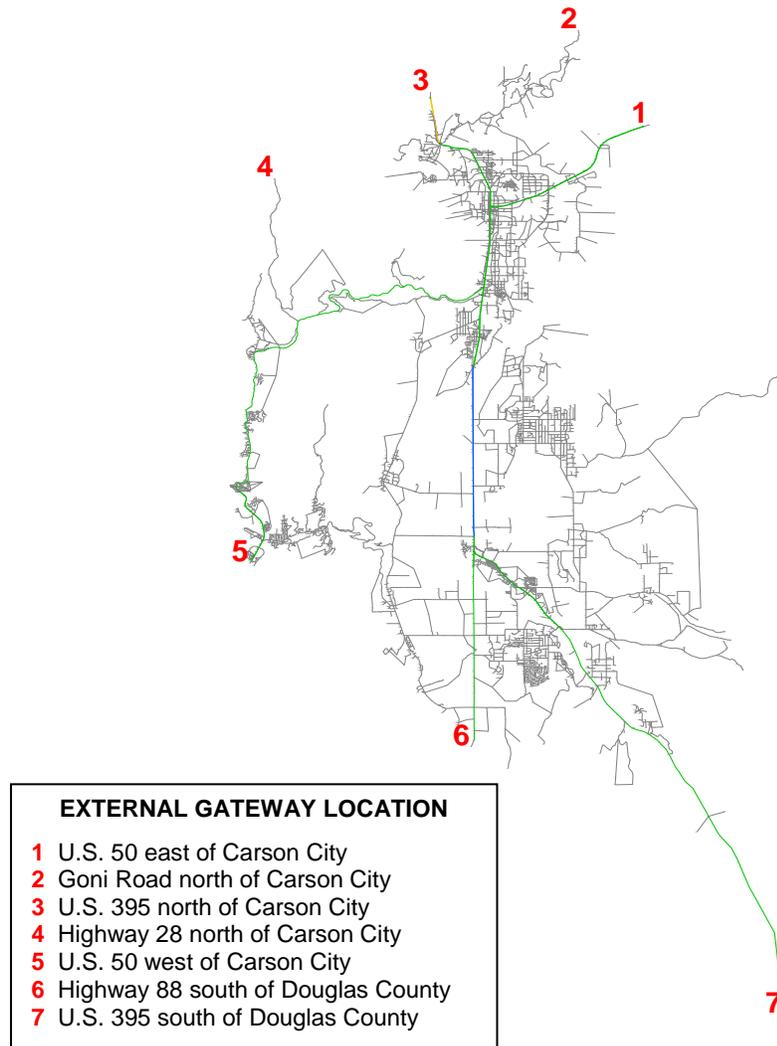 2
3
1
4
5
6
7
EXTERNAL GATEWAY LOCATION
1 U.S. 50 east of Carson City
2 Goni Road north of Carson City
3 U.S. 395 north of Carson City
4 Highway 28 north of Carson City
5 U.S. 50 west of Carson City
6 Highway 88 south of Douglas County
7 U.S. 395 south of Douglas County